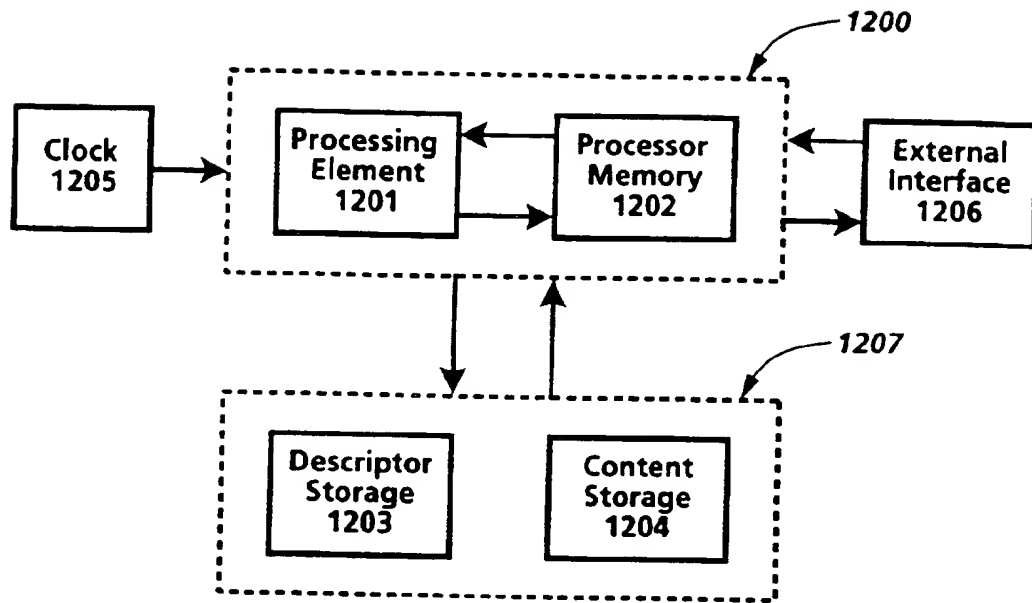 1200
Clock
1205
Processing
Element
1201
Processor
Memory
1202
External
Interface
1206
1207
Descriptor
Storage
1203
Content
Storage
1204